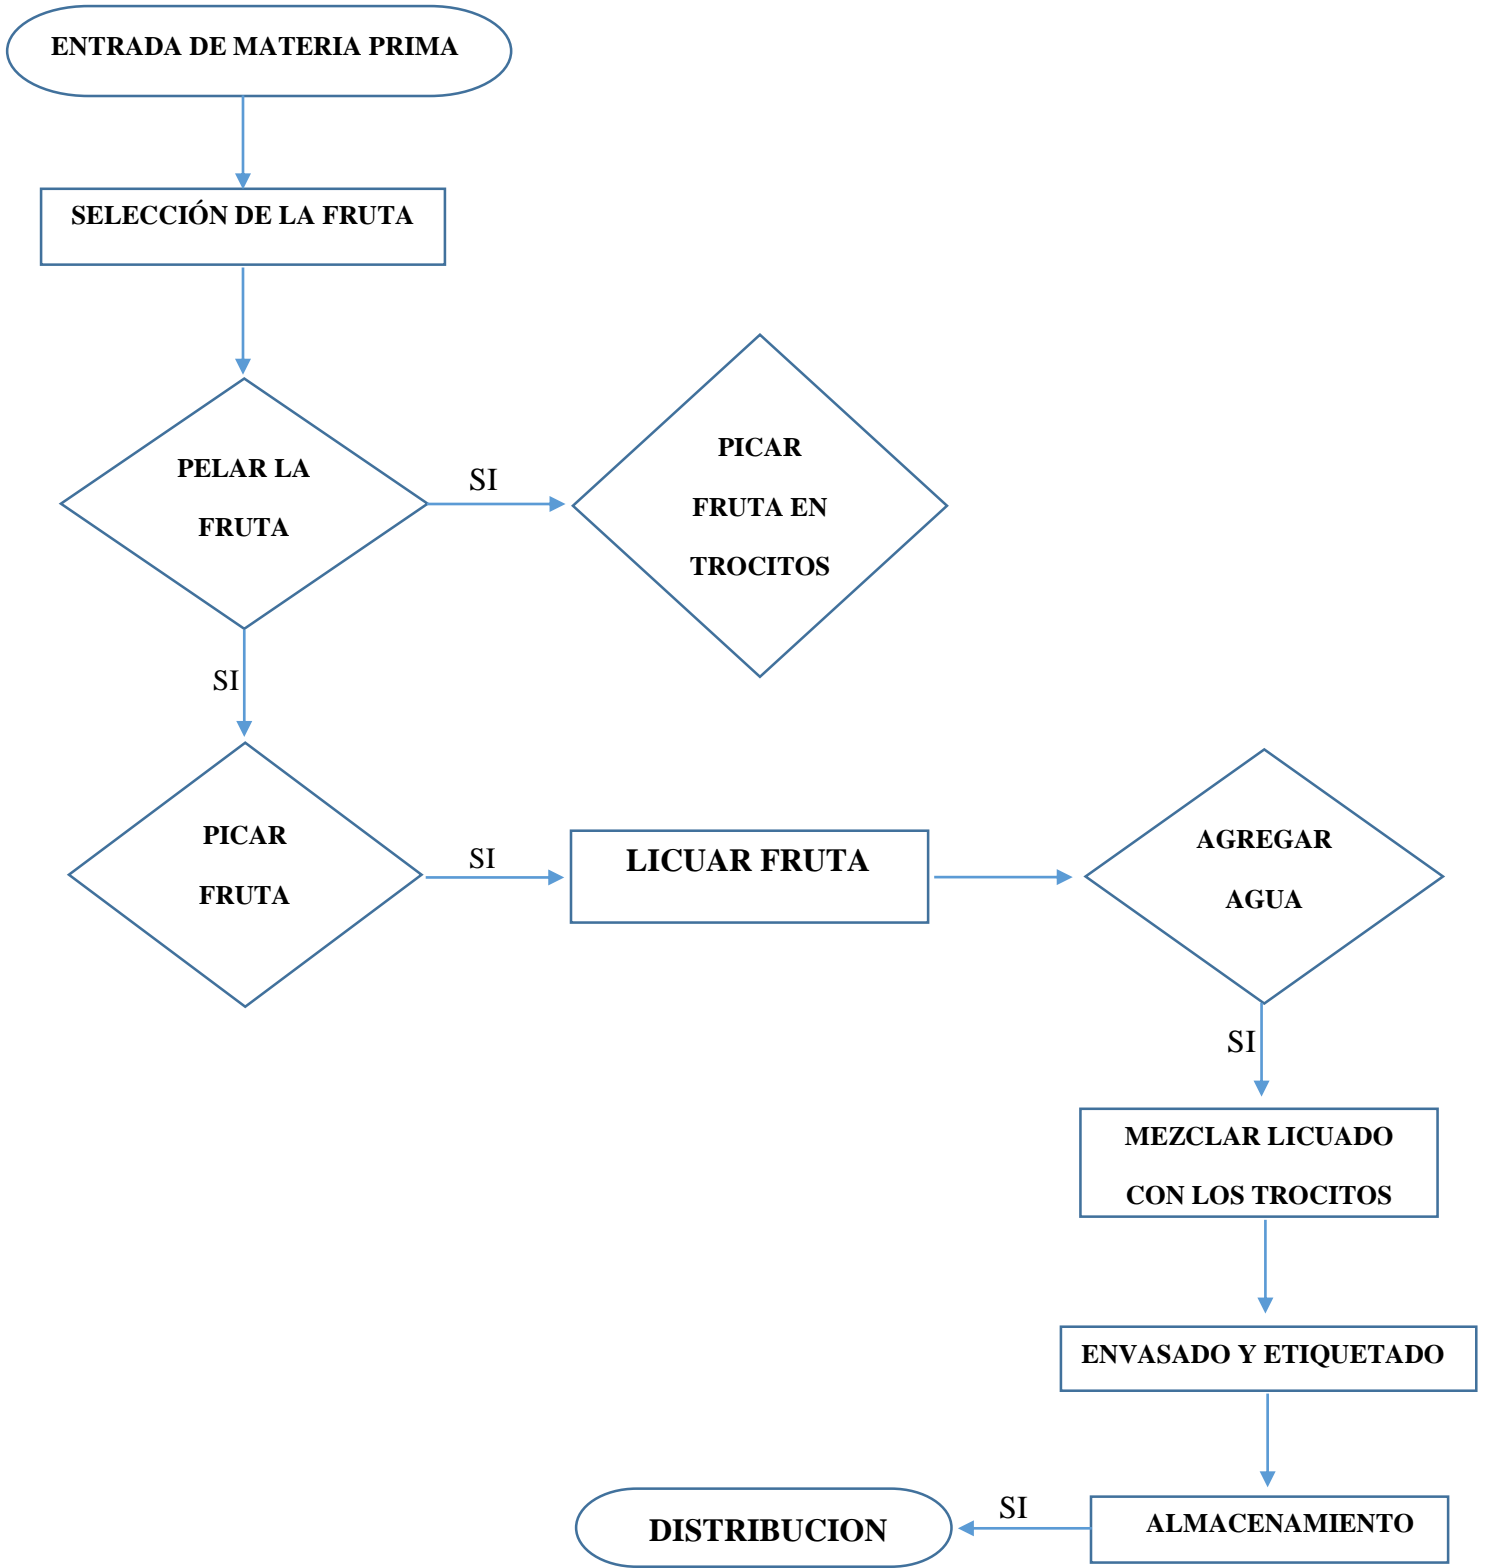 ENTRADA DE MATERIA PRIMA
SELECCIÓN DE LA FRUTA
PELAR LA
FRUTA
SI
PICAR
FRUTA EN
TROCITOS
SI
PICAR
FRUTA
SI
LICUAR FRUTA
AGREGAR
AGUA
SI
MEZCLAR LICUADO
CON LOS TROCITOS
ENVASADO Y ETIQUETADO
ALMACENAMIENTO
SI
DISTRIBUCION